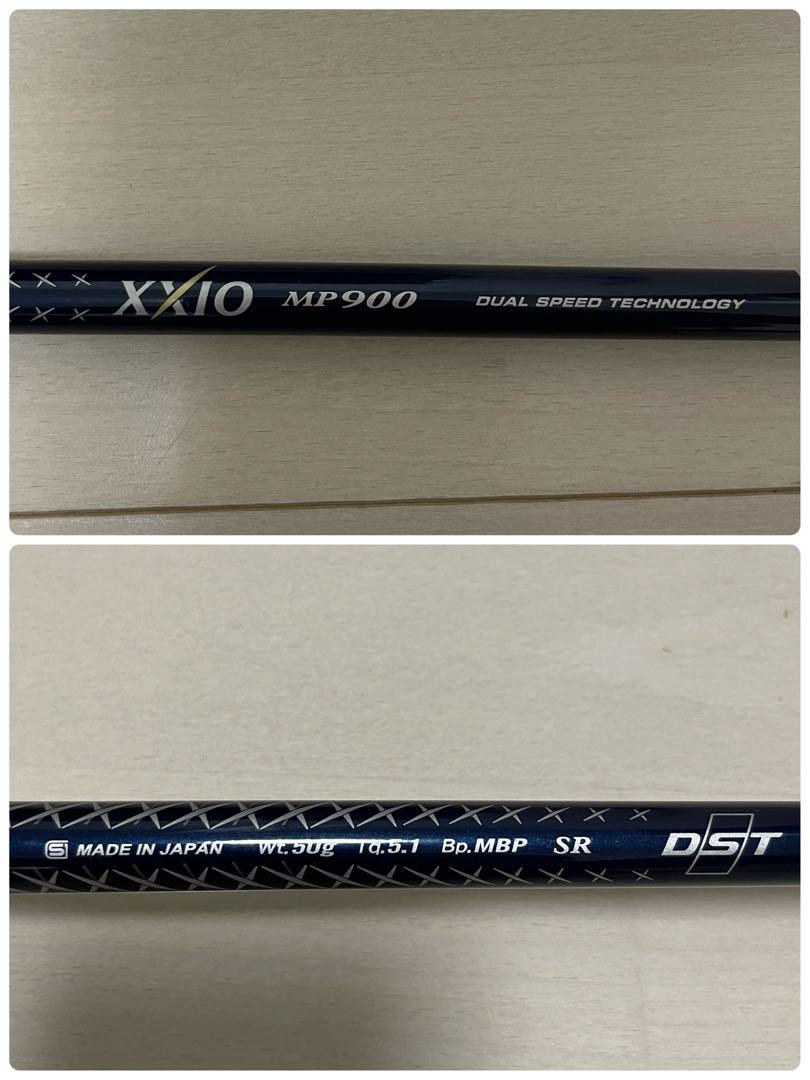 XXIO MP900 DUAL SPEED TECHNOLOGY
S MADE IN JAPAN Wt.50g Tq.5.1 Bp.MBP SR DST